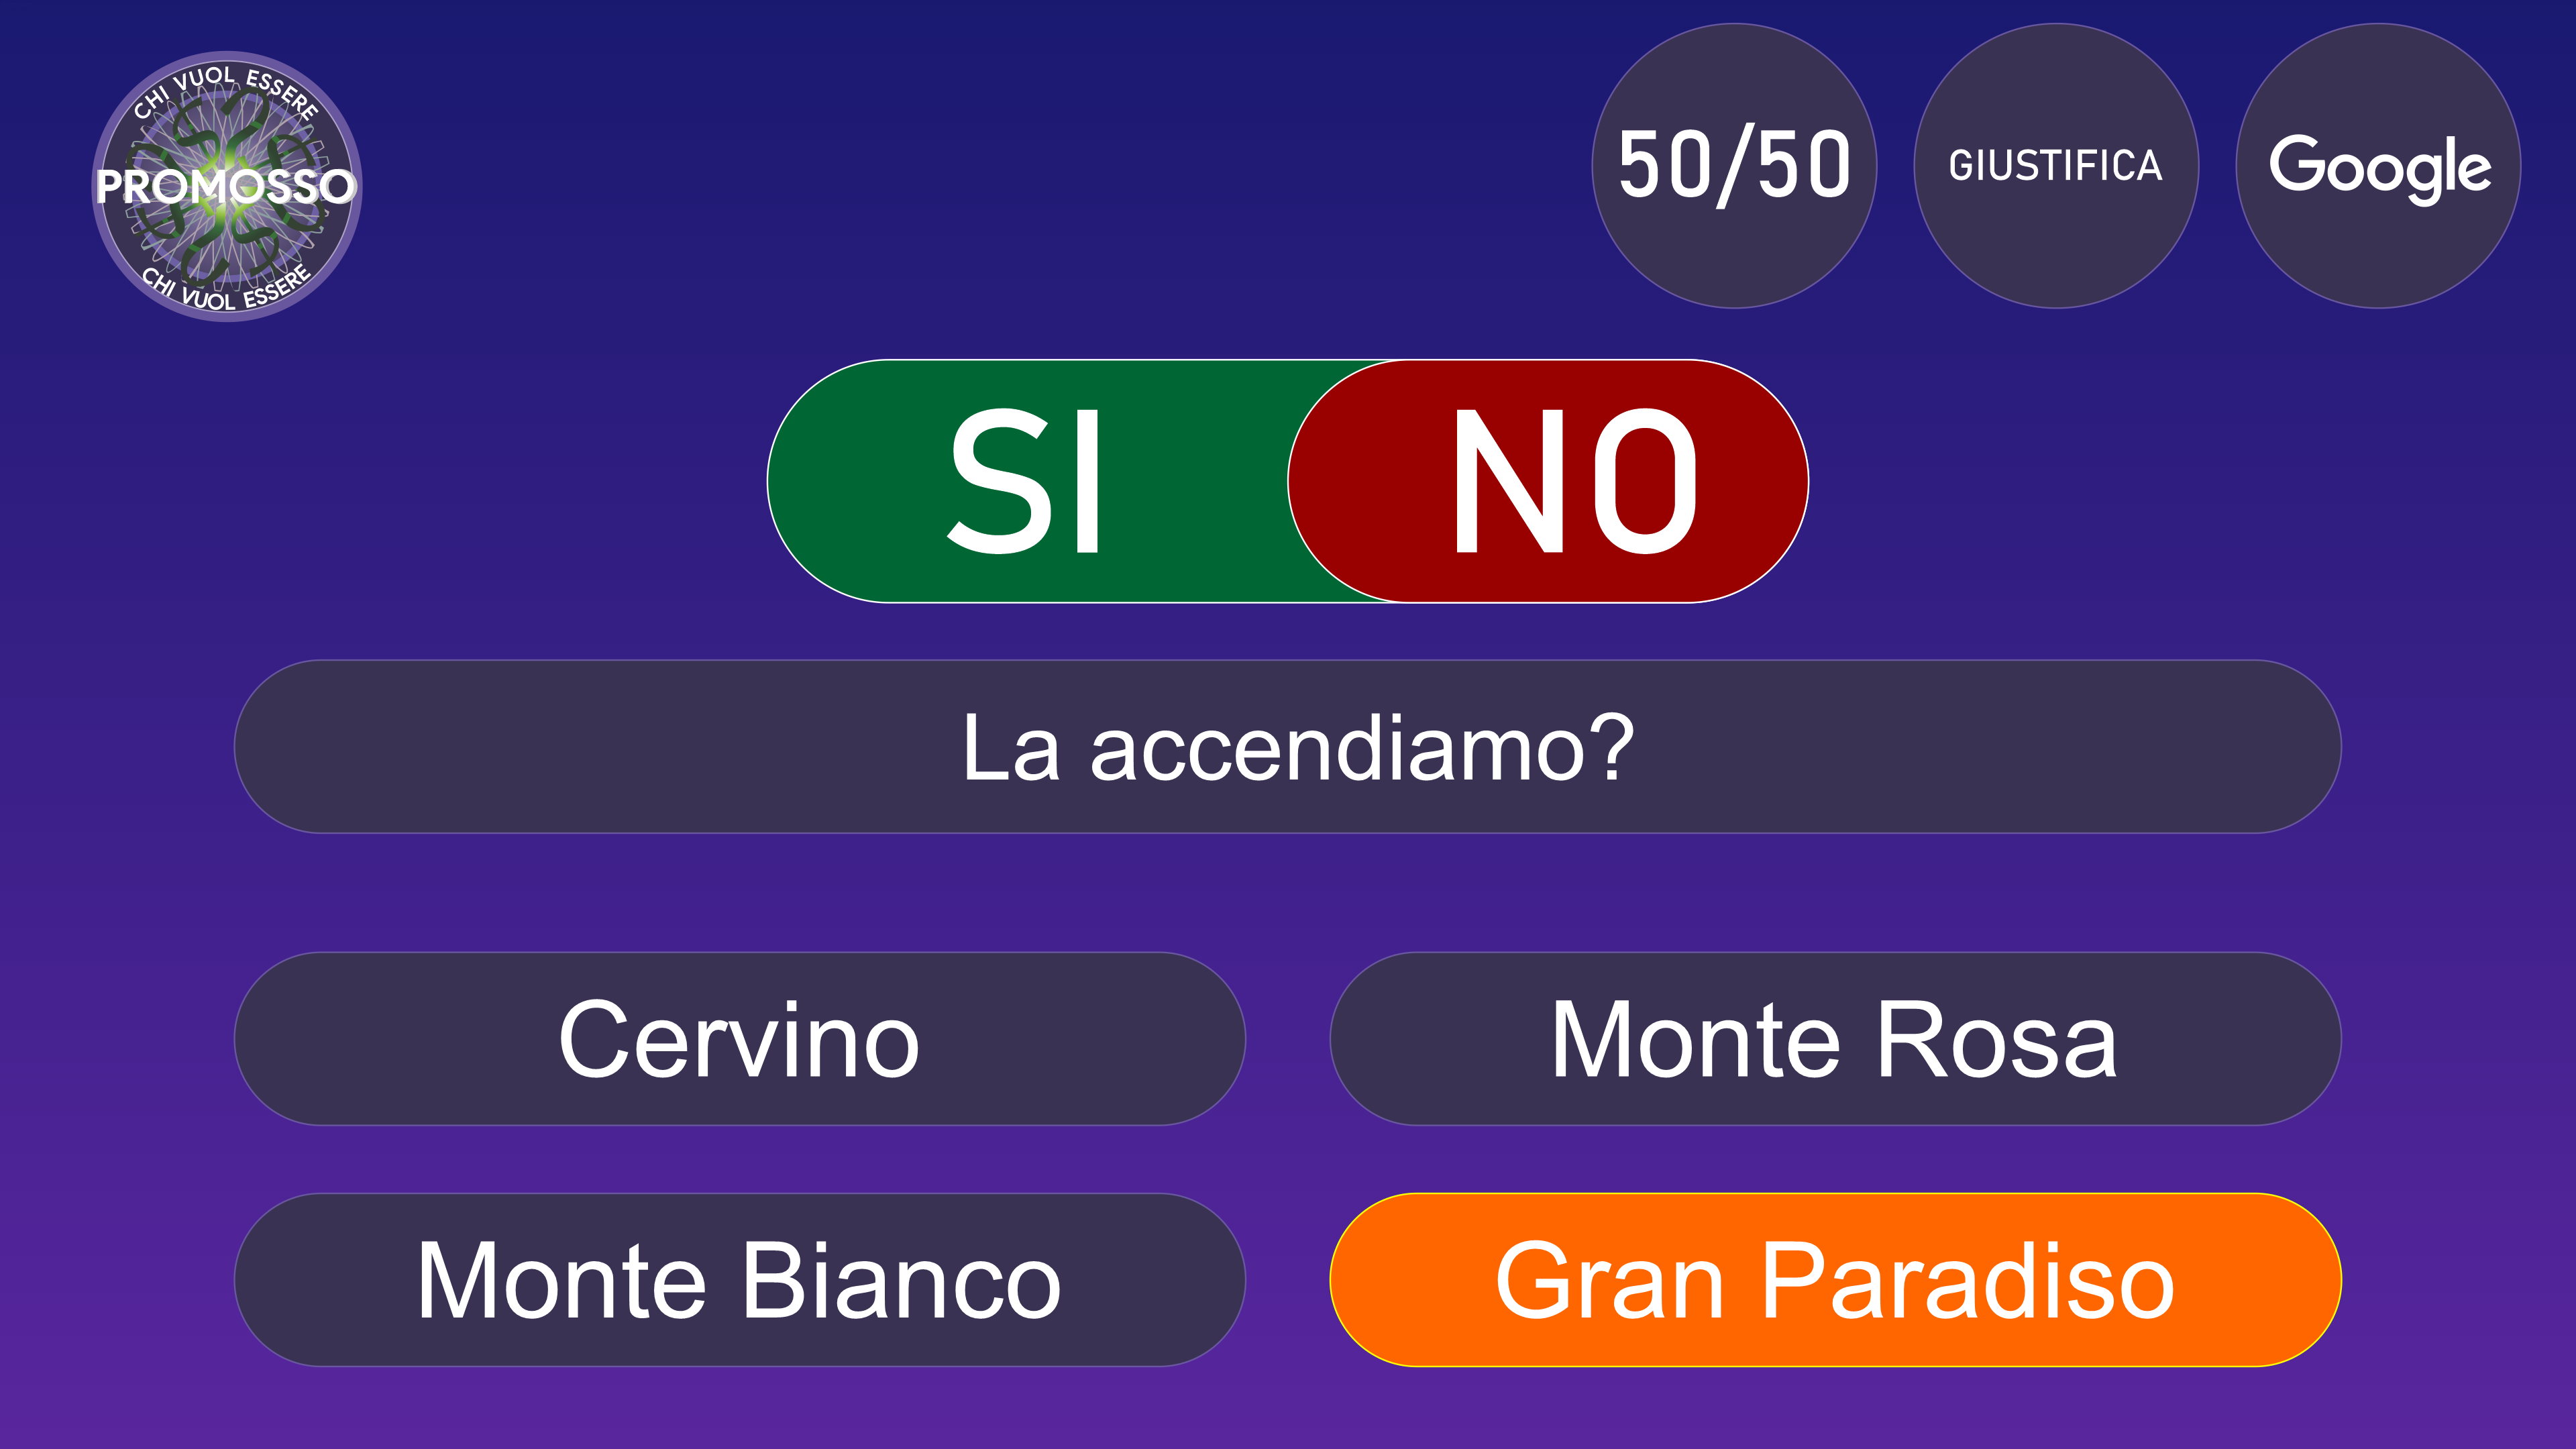 CHI VUOL ESSERE
PROMOSSO
CHI VUOL ESSERE
50/50
GIUSTIFICA
Google
SI
NO
La accendiamo?
Cervino
Monte Rosa
Monte Bianco
Gran Paradiso